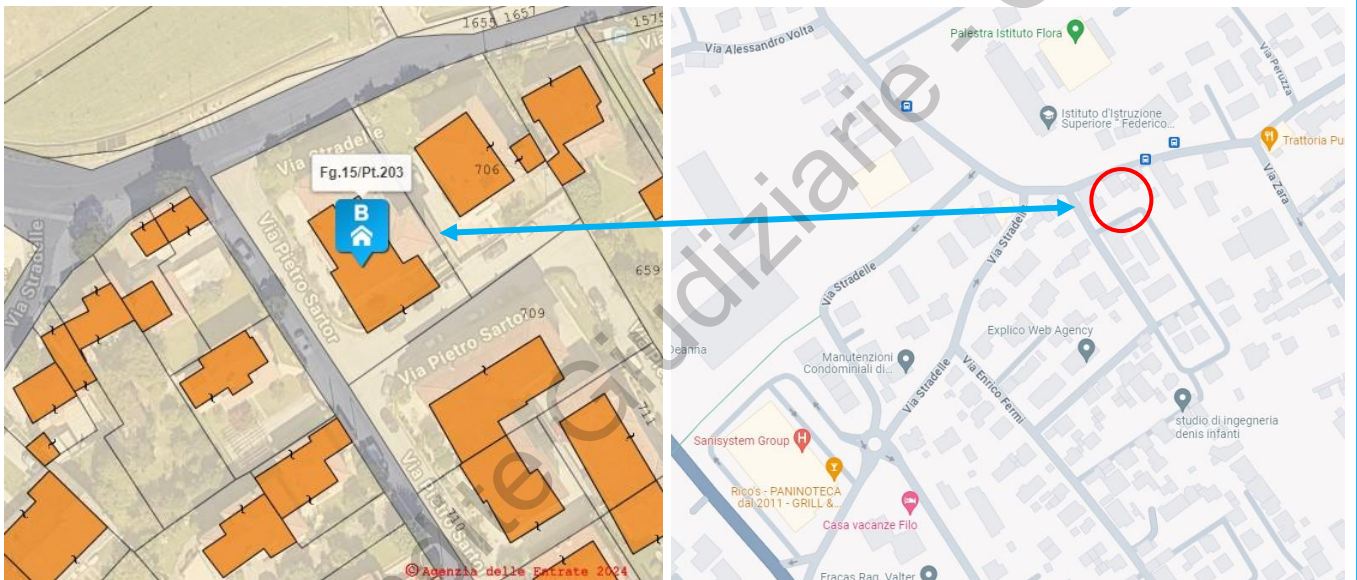 1655 1657
1575
Via Stradelle
706
Fg.15/Pt.203
B
Via Pietro Sartor
Via Stradelle
659
709
Via Pietro Sartor
711
Via Pietro Sartor
710
© Agenzia delle Entrate 2024
Via Alessandro Volta
Palestra Istituto Flora
Via Peruzza
Istituto d'Istruzione
Superiore " Federico...
Trattoria Pu
Via Zara
Via Stradelle
Via Stradelle
Explico Web Agency
Deanna
Manutenzioni
Condominiali di...
Via Stradelle
Via Enrico Fermi
studio di ingegneria
denis infanti
Sanisystem Group
H
Rico's - PANINOTECA
dal 2011 - GRILL &...
Casa vacanze Filo
Fracas Rag. Valter
Giudiziarie -